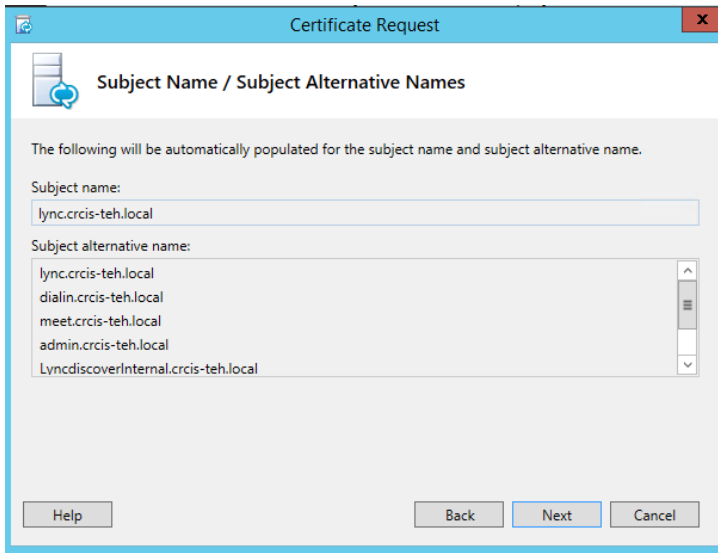 Certificate Request
x
Subject Name / Subject Alternative Names
The following will be automatically populated for the subject name and subject alternative name.
Subject name:
lync.crcis-teh.local
Subject alternative name:
lync.crcis-teh.local
dialin.crcis-teh.local
meet.crcis-teh.local
admin.crcis-teh.local
LyncdiscoverInternal.crcis-teh.local
Help Back Next Cancel